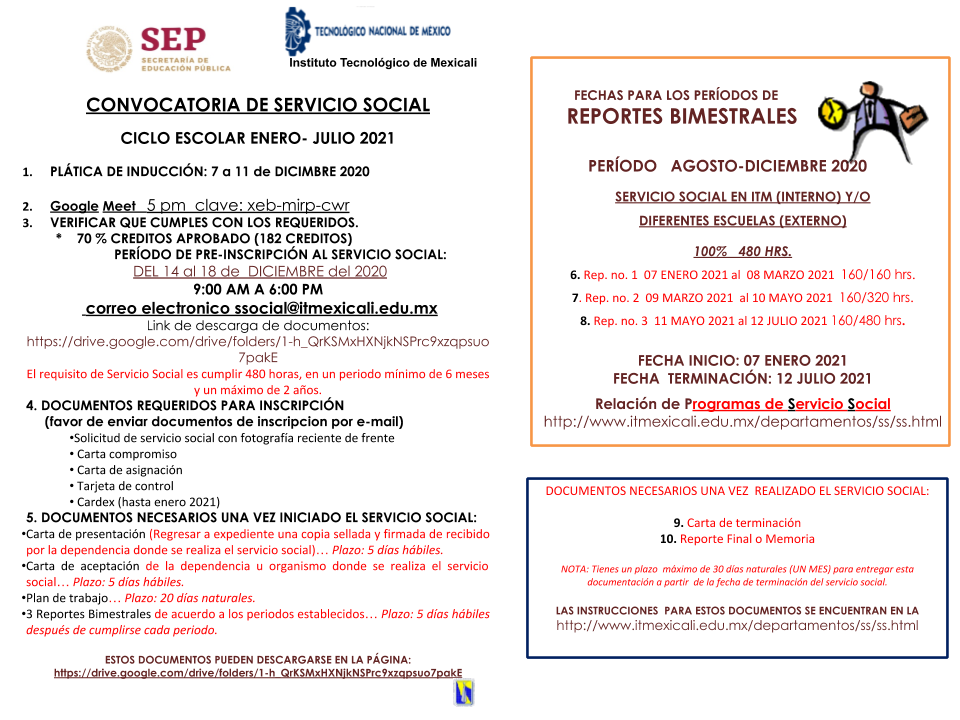 SEP
SECRETARÍA DE
EDUCACIÓN PÚBLICA
TECNOLÓGICO NACIONAL DE MÉXICO
Instituto Tecnológico de Mexicali
CONVOCATORIA DE SERVICIO SOCIAL
CICLO ESCOLAR ENERO- JULIO 2021
1. PLÁTICA DE INDUCCIÓN: 7 a 11 de DICIMBRE 2020
2. Google Meet 5 pm clave: xeb-mirp-cwr
3. VERIFICAR QUE CUMPLES CON LOS REQUERIDOS.
* 70 % CREDITOS APROBADO (182 CREDITOS)
PERÍODO DE PRE-INSCRIPCIÓN AL SERVICIO SOCIAL:
DEL 14 al 18 de DICIEMBRE del 2020
9:00 AM A 6:00 PM
correo electronico ssocial@itmexicali.edu.mx
Link de descarga de documentos:
https://drive.google.com/drive/folders/1-h_QrKSMxHXNjkNSPrc9xzqpsuo
7pakE
El requisito de Servicio Social es cumplir 480 horas, en un periodo mínimo de 6 meses
y un máximo de 2 años.
4. DOCUMENTOS REQUERIDOS PARA INSCRIPCIÓN
(favor de enviar documentos de inscripcion por e-mail)
•Solicitud de servicio social con fotografía reciente de frente
• Carta compromiso
• Carta de asignación
• Tarjeta de control
• Cardex (hasta enero 2021)
5. DOCUMENTOS NECESARIOS UNA VEZ INICIADO EL SERVICIO SOCIAL:
•Carta de presentación (Regresar a expediente una copia sellada y firmada de recibido
por la dependencia donde se realiza el servicio social)… Plazo: 5 días hábiles.
•Carta de aceptación de la dependencia u organismo donde se realiza el servicio
social… Plazo: 5 días hábiles.
•Plan de trabajo… Plazo: 20 días naturales.
•3 Reportes Bimestrales de acuerdo a los periodos establecidos… Plazo: 5 días hábiles
después de cumplirse cada periodo.
ESTOS DOCUMENTOS PUEDEN DESCARGARSE EN LA PÁGINA:
https://drive.google.com/drive/folders/1-h_QrKSMxHXNjkNSPrc9xzqpsuo7pakE
FECHAS PARA LOS PERÍODOS DE
REPORTES BIMESTRALES
PERÍODO AGOSTO-DICIEMBRE 2020
SERVICIO SOCIAL EN ITM (INTERNO) Y/O
DIFERENTES ESCUELAS (EXTERNO)
100% 480 HRS.
6. Rep. no. 1 07 ENERO 2021 al 08 MARZO 2021 160/160 hrs.
7. Rep. no. 2 09 MARZO 2021 al 10 MAYO 2021 160/320 hrs.
8. Rep. no. 3 11 MAYO 2021 al 12 JULIO 2021 160/480 hrs.
FECHA INICIO: 07 ENERO 2021
FECHA TERMINACIÓN: 12 JULIO 2021
Relación de Programas de Servicio Social
http://www.itmexicali.edu.mx/departamentos/ss/ss.html
DOCUMENTOS NECESARIOS UNA VEZ REALIZADO EL SERVICIO SOCIAL:
9. Carta de terminación
10. Reporte Final o Memoria
NOTA: Tienes un plazo máximo de 30 días naturales (UN MES) para entregar esta
documentación a partir de la fecha de terminación del servicio social.
LAS INSTRUCCIONES PARA ESTOS DOCUMENTOS SE ENCUENTRAN EN LA
http://www.itmexicali.edu.mx/departamentos/ss/ss.html